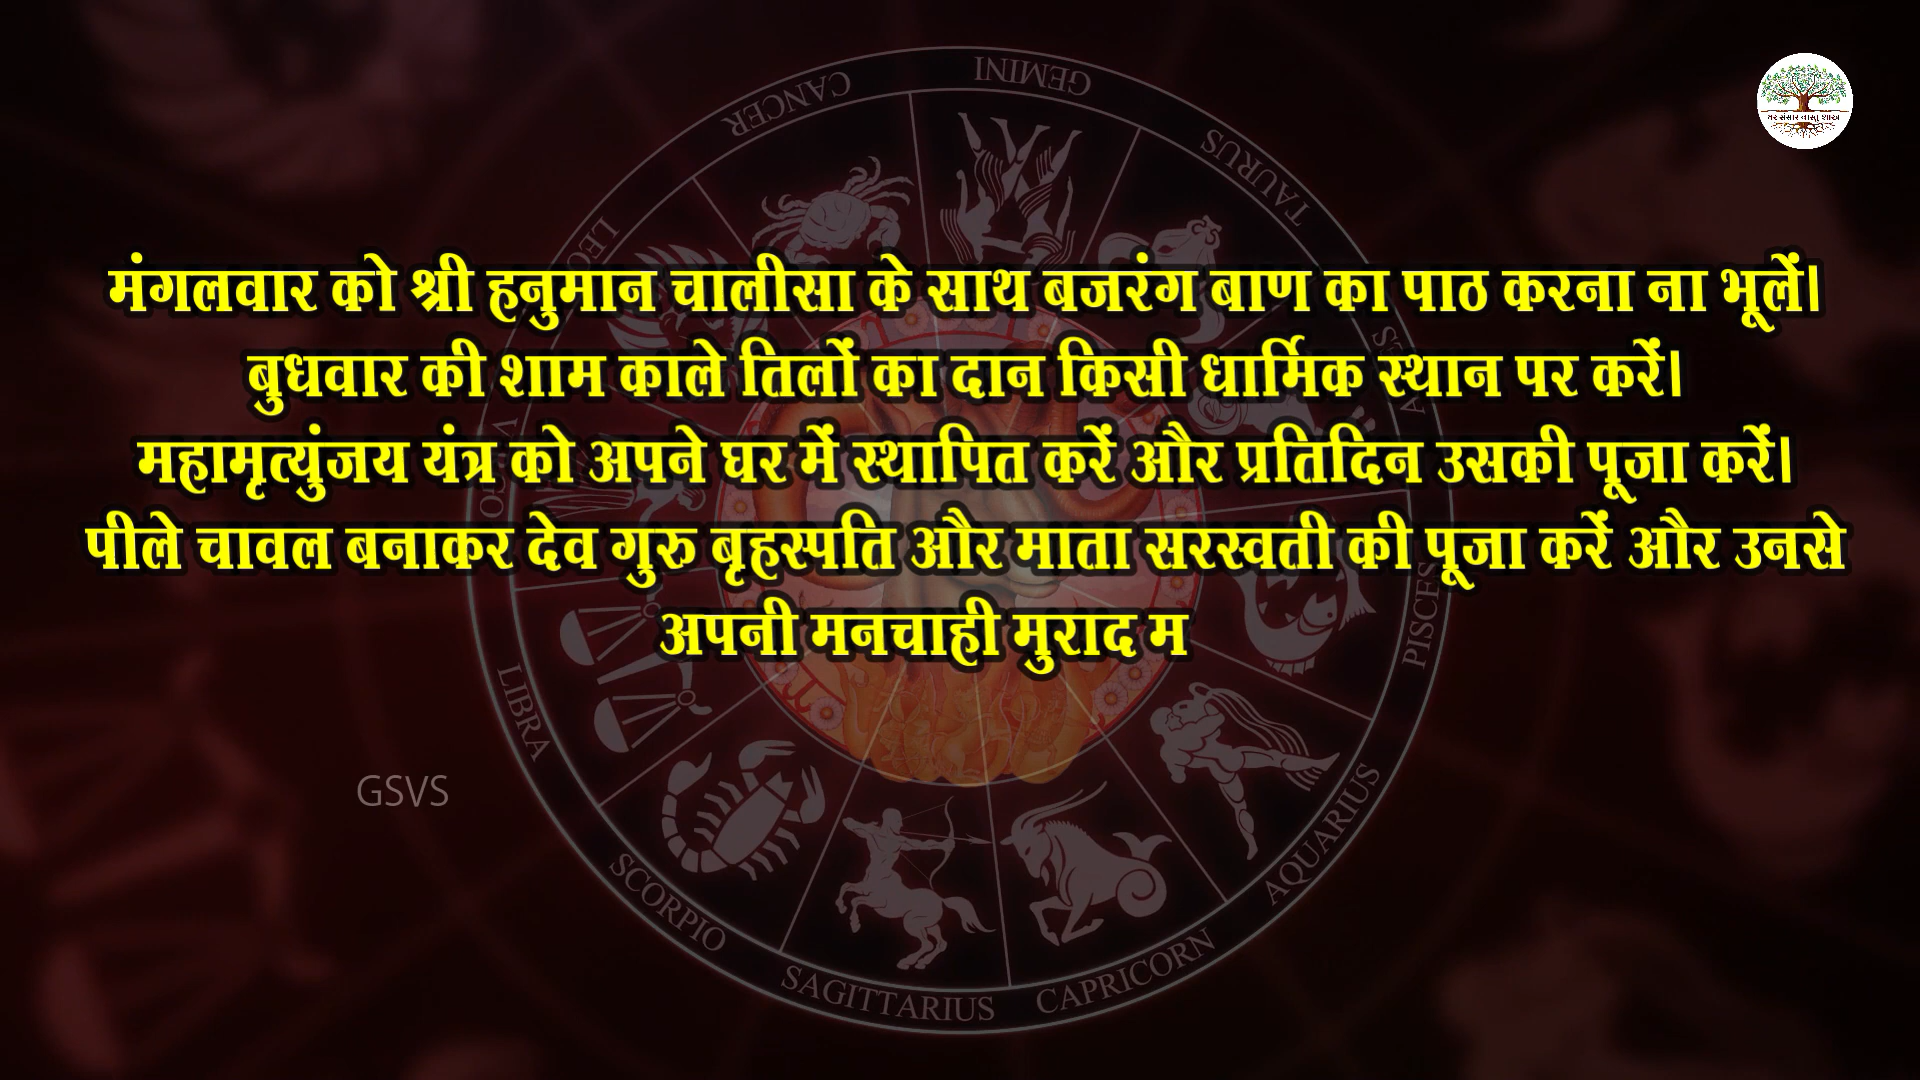 मंगलवार को श्री हनुमान चालीसा के साथ बजरंग बाण का पाठ करना ना भूलें।
बुधवार की शाम काले तिलों का दान किसी धार्मिक स्थान पर करें।
महामृत्युंजय यंत्र को अपने घर में स्थापित करें और प्रतिदिन उसकी पूजा करें।
पीले चावल बनाकर देव गुरु बृहस्पति और माता सरस्वती की पूजा करें और उनसे
अपनी मनचाही मुराद म
GSVS
CANCER
GEMINI
TAURUS
PISCES
AQUARIUS
CAPRICORN
SAGITTARIUS
SCORPIO
LIBRA